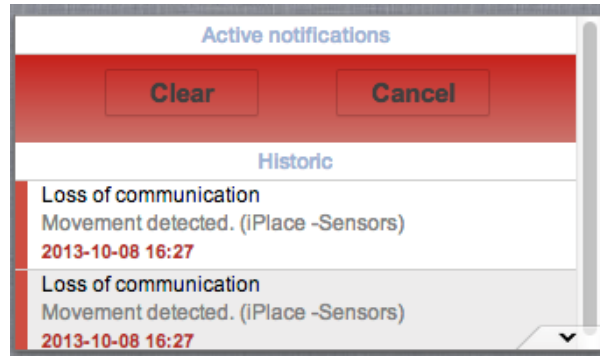 Active notifications
Clear Cancel
Historic
Loss of communication
Movement detected. (iPlace -Sensors)
2013-10-08 16:27
Loss of communication
Movement detected. (iPlace -Sensors)
2013-10-08 16:27